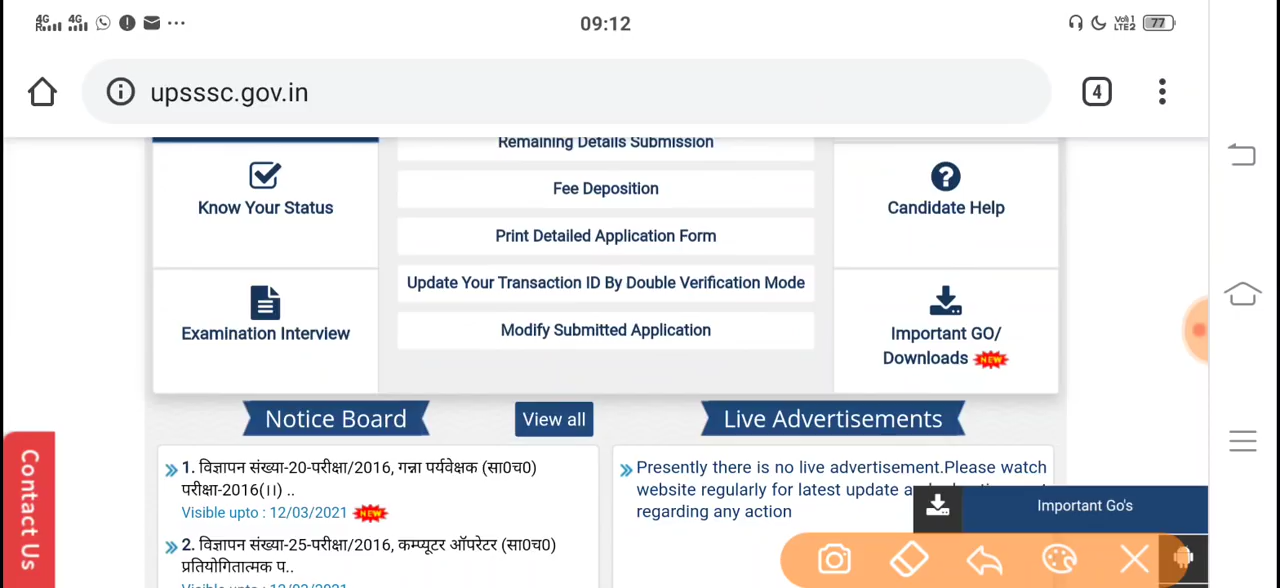 09:12
77
upsssc.gov.in
4
Remaining Details Submission
Know Your Status
Fee Deposition
Candidate Help
Print Detailed Application Form
Update Your Transaction ID By Double Verification Mode
Examination Interview
Modify Submitted Application
Important GO/
Downloads NEW
Notice Board
View all
Live Advertisements
1. विज्ञापन संख्या-20-परीक्षा/2016, गन्ना पर्यवेक्षक (सा0च0)
परीक्षा-2016(।।) ..
Visible upto : 12/03/2021 NEW
2. विज्ञापन संख्या-25-परीक्षा/2016, कम्प्यूटर ऑपरेटर (सा0च0)
प्रतियोगितात्मक प..
Presently there is no live advertisement.Please watch
website regularly for latest update
regarding any action
Important Go's
Contact Us